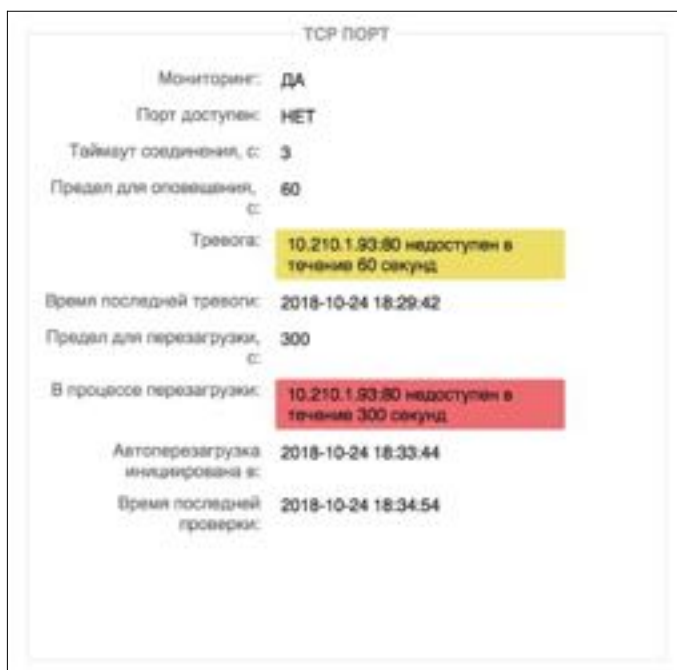 TCP ПОРТ
Мониторинг: ДА
Порт доступен: НЕТ
Таймаут соединения, с: 3
Предел для оповещения, 60
с:
Тревога: 10.210.1.93:80 недоступен в
течение 60 секунд
Время последней тревоги: 2018-10-24 18:29:42
Предел для перезагрузки, 300
с:
В процессе перезагрузки: 10.210.1.93:80 недоступен в
течение 300 секунд
Автоперезагрузка 2018-10-24 18:33:44
инициирована в:
Время последней 2018-10-24 18:34:54
проверки: